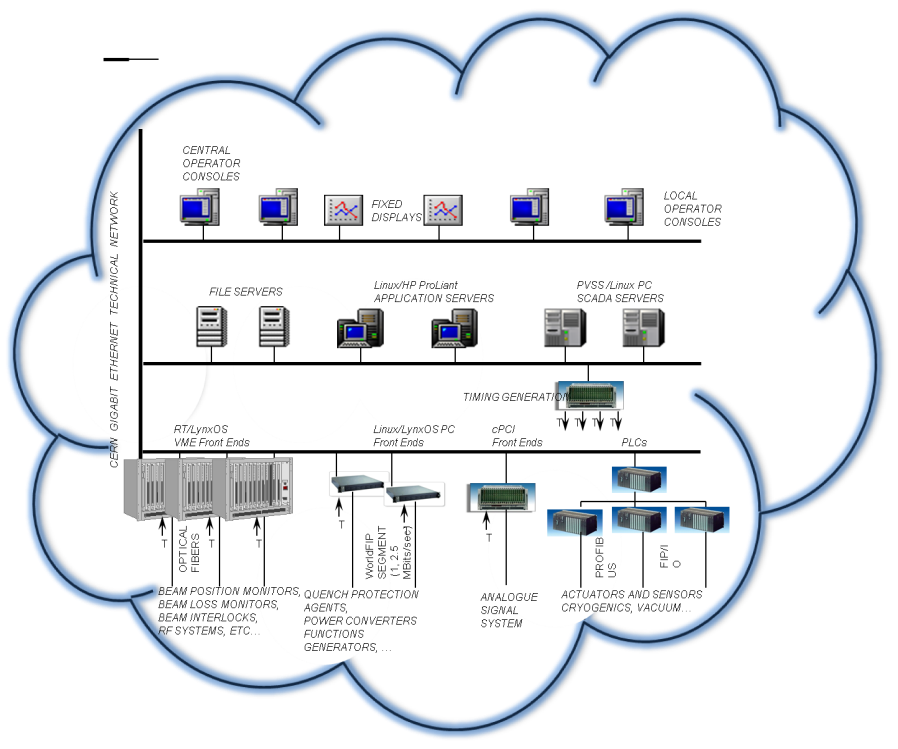 CENTRAL
OPERATOR
CONSOLES
FIXED
DISPLAYS
LOCAL
OPERATOR
CONSOLES
CERN GIGABIT ETHERNET TECHNICAL NETWORK
FILE SERVERS
Linux/HP ProLiant
APPLICATION SERVERS
PVSS /Linux PC
SCADA SERVERS
TIMING GENERATION
T T T T
RT/LynxOS
VME Front Ends
Linux/LynxOS PC
Front Ends
cPCI
Front Ends
PLCs
T
T
T
T
T
T
OPTICAL
FIBERS
WorldFIP
SEGMENT
(1, 2.5
MBits/sec)
PROFIB
US
FIP/I
O
BEAM POSITION MONITORS,
BEAM LOSS MONITORS,
BEAM INTERLOCKS,
RF SYSTEMS, ETC...
QUENCH PROTECTION
AGENTS,
POWER CONVERTERS
FUNCTIONS
GENERATORS, ...
ANALOGUE
SIGNAL
SYSTEM
ACTUATORS AND SENSORS
CRYOGENICS, VACUUM...